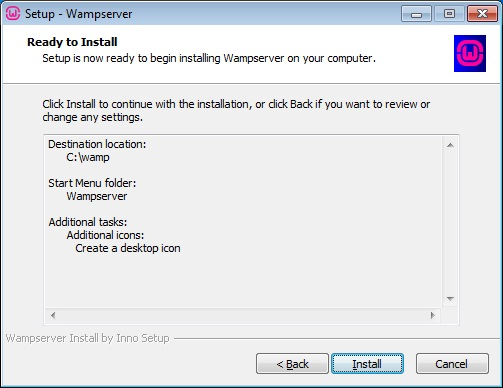 Setup - Wampserver
Ready to Install
Setup is now ready to begin installing Wampserver on your computer.
Click Install to continue with the installation, or click Back if you want to review or
change any settings.
Destination location:
C:\wamp
Start Menu folder:
Wampserver
Additional tasks:
Additional icons:
Create a desktop icon
Wampserver Install by Inno Setup
< Back
Install
Cancel